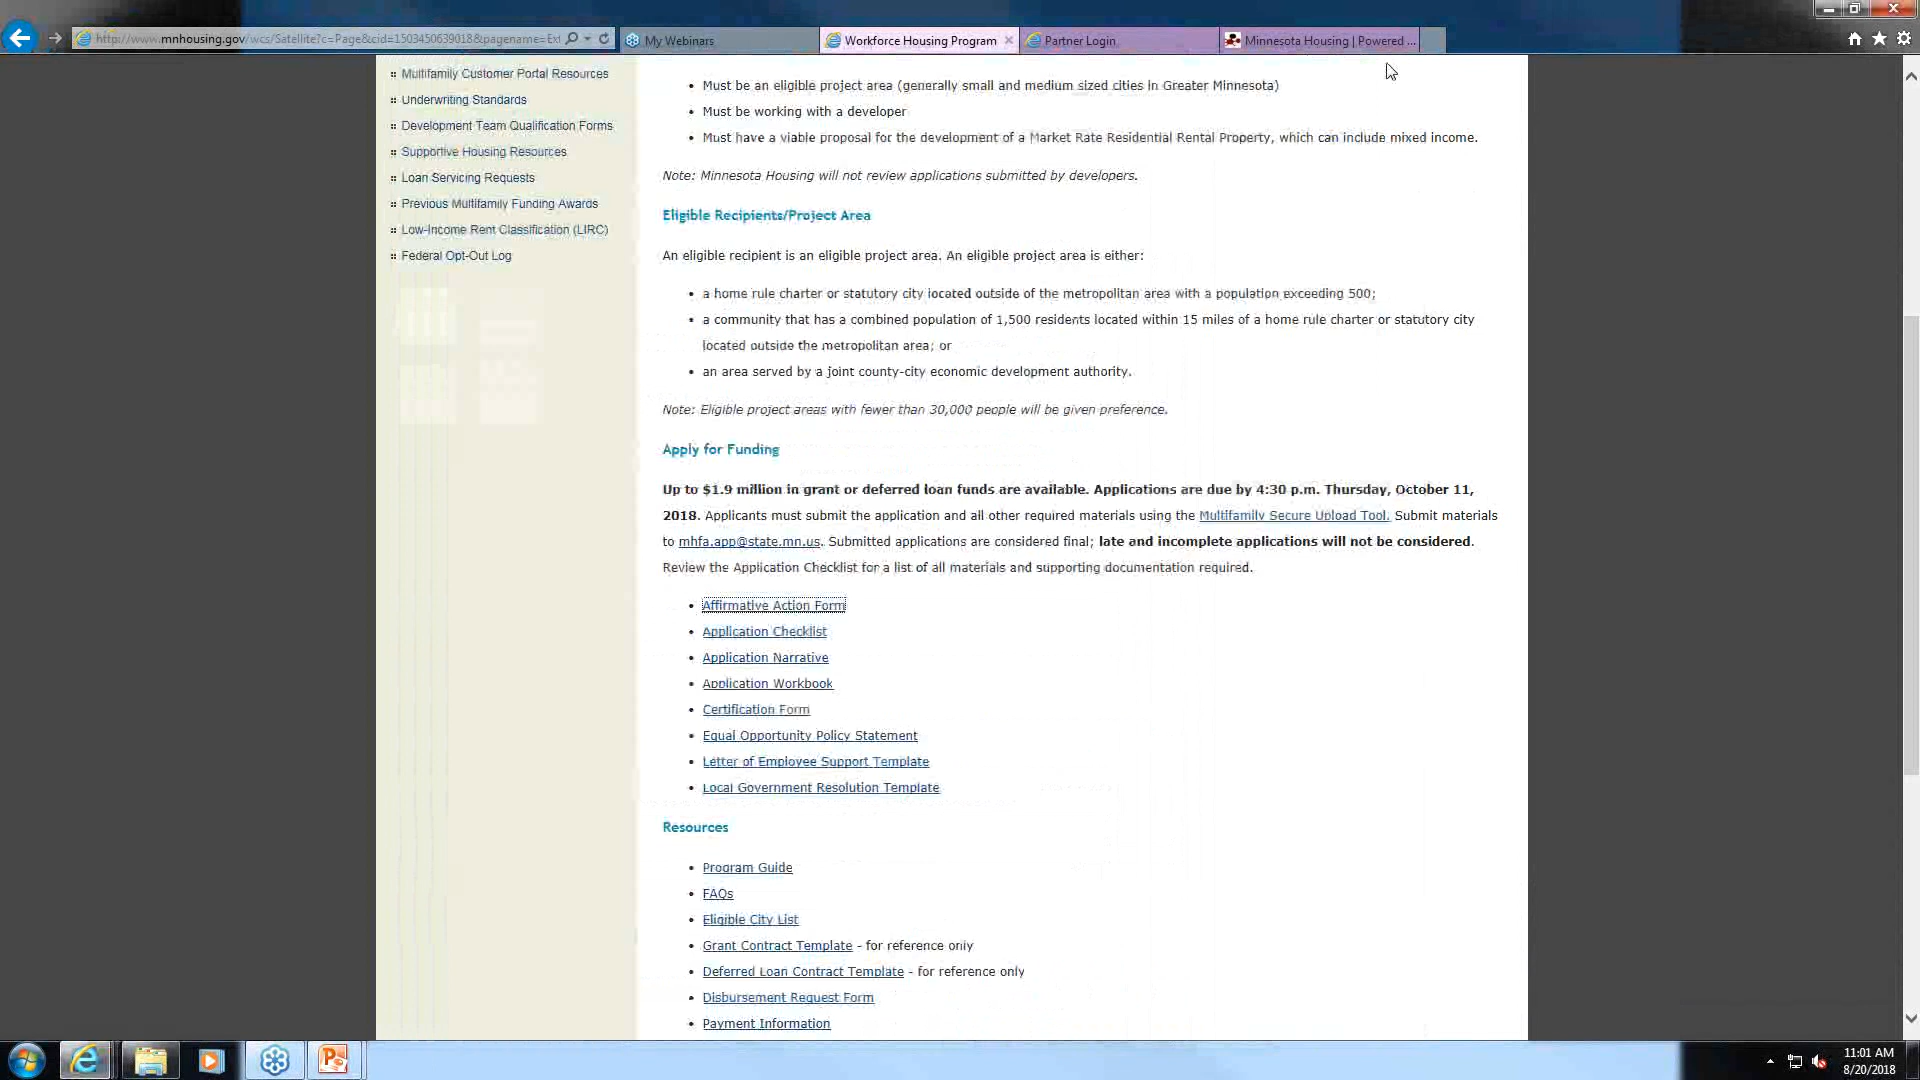 http://www.mnhousing.gov/wcs/Satellite?c=Page&cid=1503450639018&pagename=Ext
My Webinars
Workforce Housing Program
Partner Login
Minnesota Housing | Powered ...
Multifamily Customer Portal Resources
Underwriting Standards
Development Team Qualification Forms
Supportive Housing Resources
Loan Servicing Requests
Previous Multifamily Funding Awards
Low-Income Rent Classification (LIRC)
Federal Opt-Out Log
• Must be an eligible project area (generally small and medium sized cities in Greater Minnesota)
• Must be working with a developer
• Must have a viable proposal for the development of a Market Rate Residential Rental Property, which can include mixed income.
Note: Minnesota Housing will not review applications submitted by developers.
Eligible Recipients/Project Area
An eligible recipient is an eligible project area. An eligible project area is either:
• a home rule charter or statutory city located outside of the metropolitan area with a population exceeding 500;
• a community that has a combined population of 1,500 residents located within 15 miles of a home rule charter or statutory city
located outside the metropolitan area; or
• an area served by a joint county-city economic development authority.
Note: Eligible project areas with fewer than 30,000 people will be given preference.
Apply for Funding
Up to $1.9 million in grant or deferred loan funds are available. Applications are due by 4:30 p.m. Thursday, October 11,
2018. Applicants must submit the application and all other required materials using the Multifamily Secure Upload Tool. Submit materials
to mhfa.app@state.mn.us. Submitted applications are considered final; late and incomplete applications will not be considered.
Review the Application Checklist for a list of all materials and supporting documentation required.
• Affirmative Action Form
• Application Checklist
• Application Narrative
• Application Workbook
• Certification Form
• Equal Opportunity Policy Statement
• Letter of Employee Support Template
• Local Government Resolution Template
Resources
• Program Guide
• FAQs
• Eligible City List
• Grant Contract Template - for reference only
• Deferred Loan Contract Template - for reference only
• Disbursement Request Form
• Payment Information
11:01 AM
8/20/2018